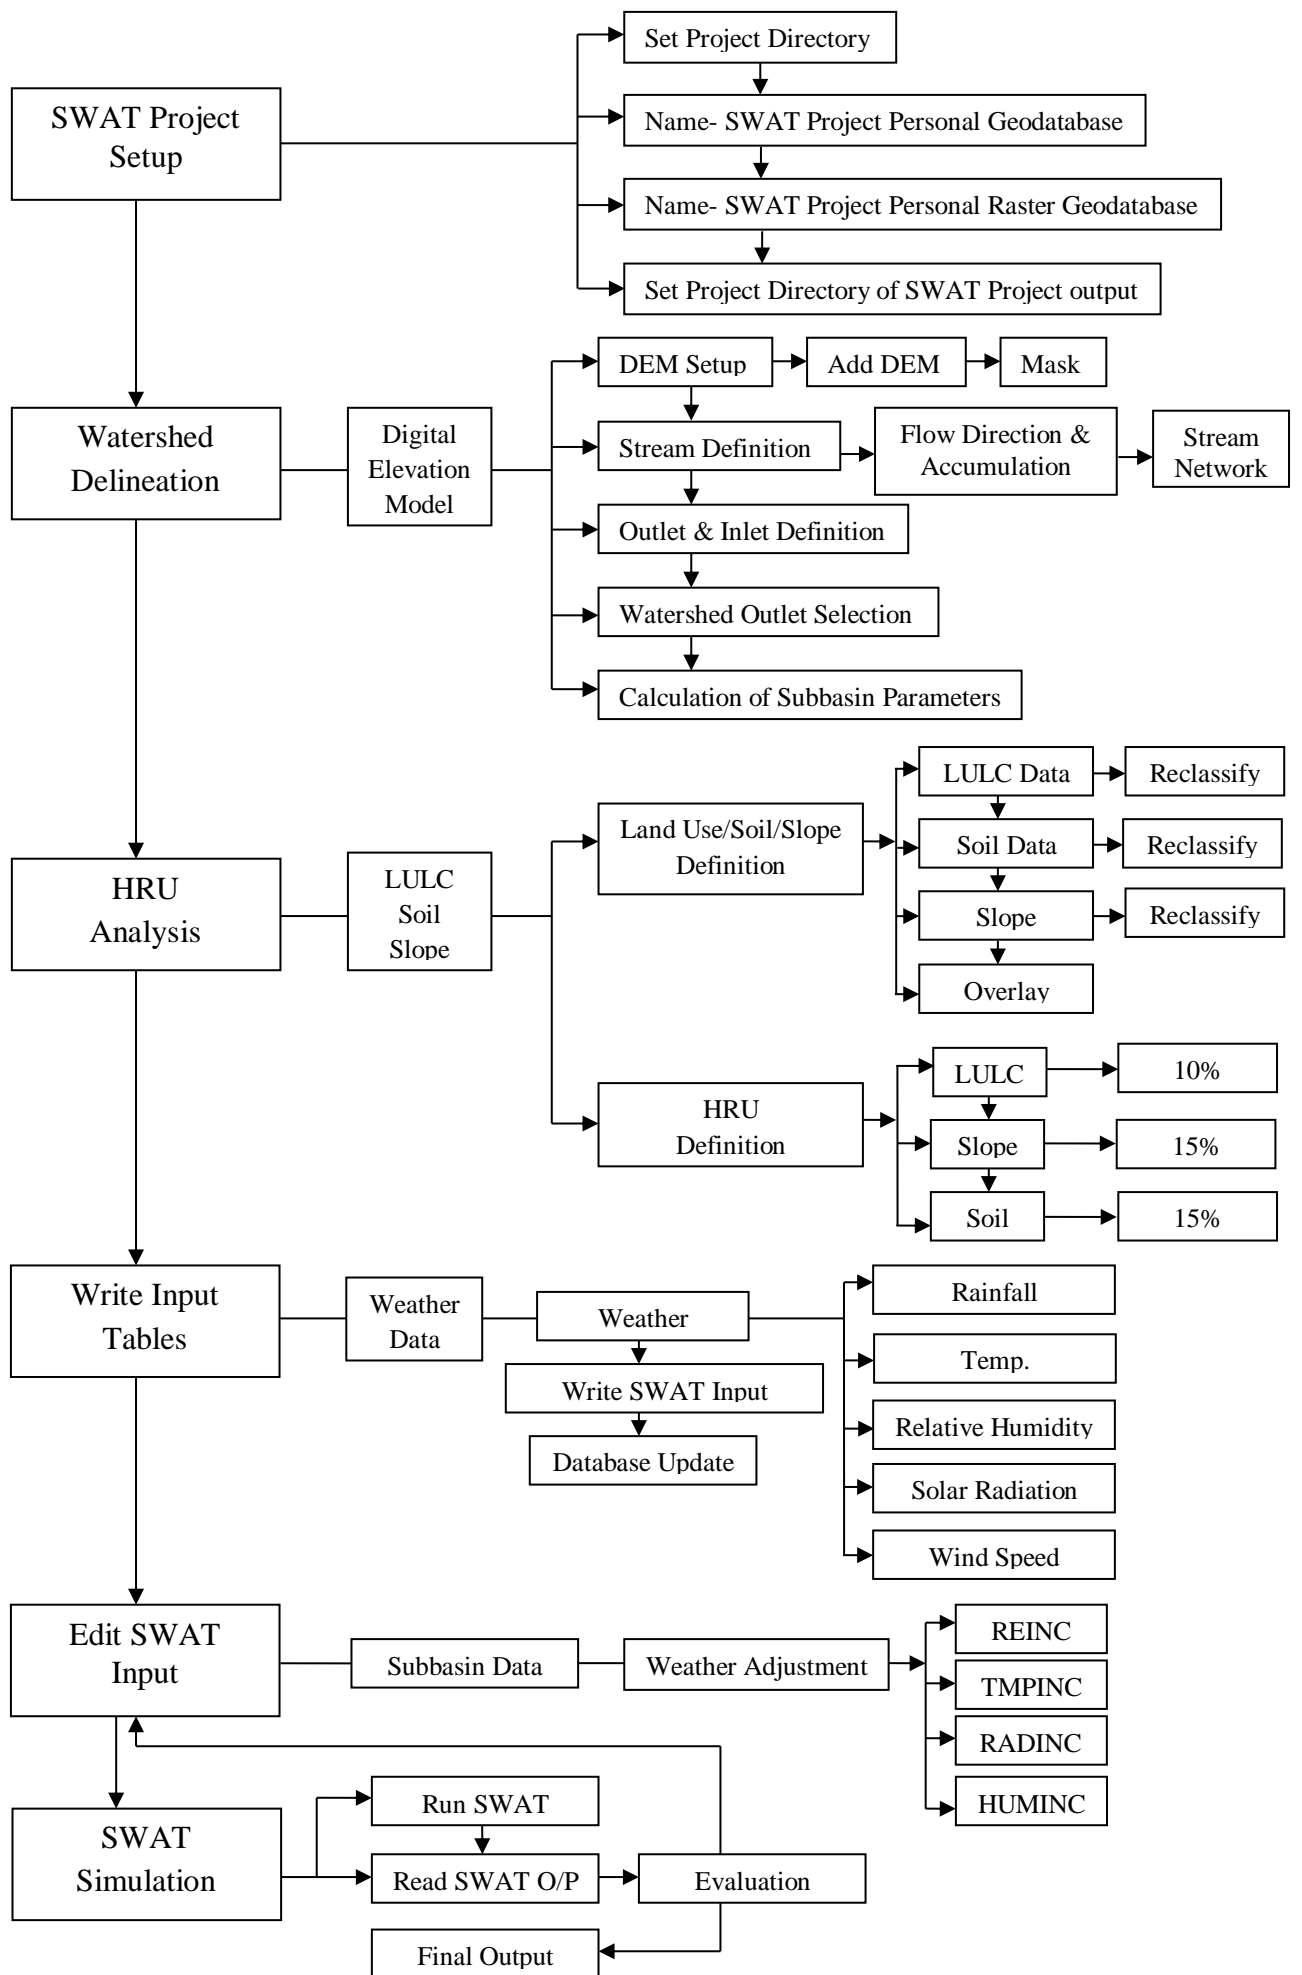 Set Project Directory
SWAT Project
Setup
Name- SWAT Project Personal Geodatabase
Name- SWAT Project Personal Raster Geodatabase
Set Project Directory of SWAT Project output
Watershed
Delineation
Digital
Elevation
Model
DEM Setup
Add DEM
Mask
Stream Definition
Flow Direction &
Accumulation
Stream
Network
Outlet & Inlet Definition
Watershed Outlet Selection
Calculation of Subbasin Parameters
HRU
Analysis
LULC
Soil
Slope
Land Use/Soil/Slope
Definition
LULC Data
Reclassify
Soil Data
Reclassify
Slope
Reclassify
Overlay
HRU
Definition
LULC
10%
Slope
15%
Soil
15%
Write Input
Tables
Weather
Data
Weather
Write SWAT Input
Database Update
Rainfall
Temp.
Relative Humidity
Solar Radiation
Wind Speed
Edit SWAT
Input
Subbasin Data
Weather Adjustment
REINC
TMPINC
RADINC
HUMINC
SWAT
Simulation
Run SWAT
Read SWAT O/P
Evaluation
Final Output